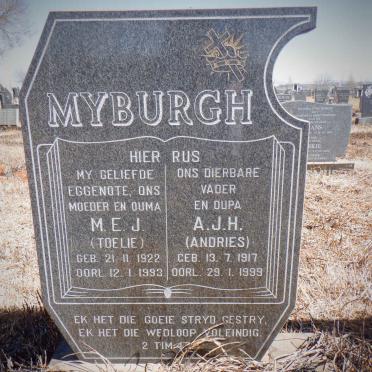 MYBURGH
HIER RUS
MY GELIEFDE
EGGENOTE, ONS
MOEDER EN OUMA
M.E.J.
(TOELIE)
GEB. 21. 11. 1922
OORL. 12. 1. 1993
ONS DIERBARE
VADER
EN OUPA
A.J.H.
(ANDRIES)
GEB. 13. 7. 1917
OORL. 29. 1. 1999
EK HET DIE GOEIE STRYD GESTRY,
EK HET DIE WEDLOOP VOLEINDIG.
2 TIM.